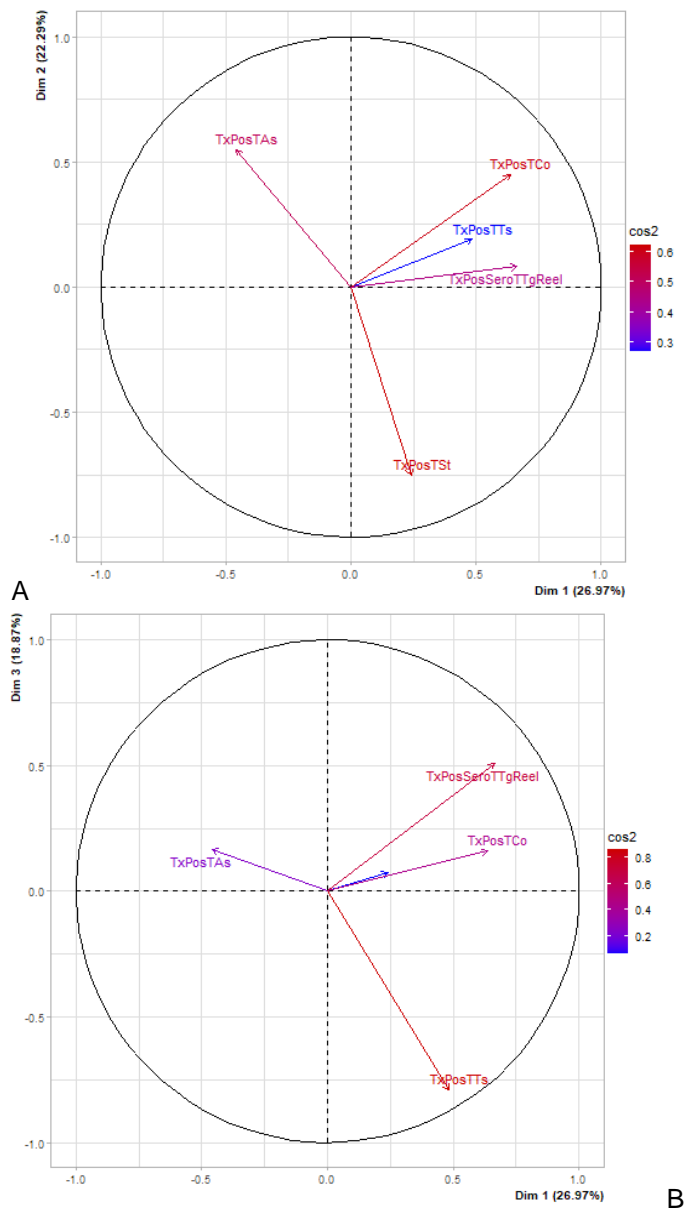 Dim 2 (22.29%)
1.0
0.5
0.0
-0.5
-1.0
TxPosTAs
TxPosTCo
TxPosTTs
TxPosSeroTTgReel
TxPosTSt
cos2
0.6
0.5
0.4
0.3
-1.0 -0.5 0.0 0.5 1.0
Dim 1 (26.97%)
A
Dim 3 (18.87%)
1.0
0.5
0.0
-0.5
-1.0
TxPosSeroTTgReel
TxPosTCo
TxPosTAs
TxPosTTs
cos2
0.8
0.6
0.4
0.2
-1.0 -0.5 0.0 0.5 1.0
Dim 1 (26.97%)
B